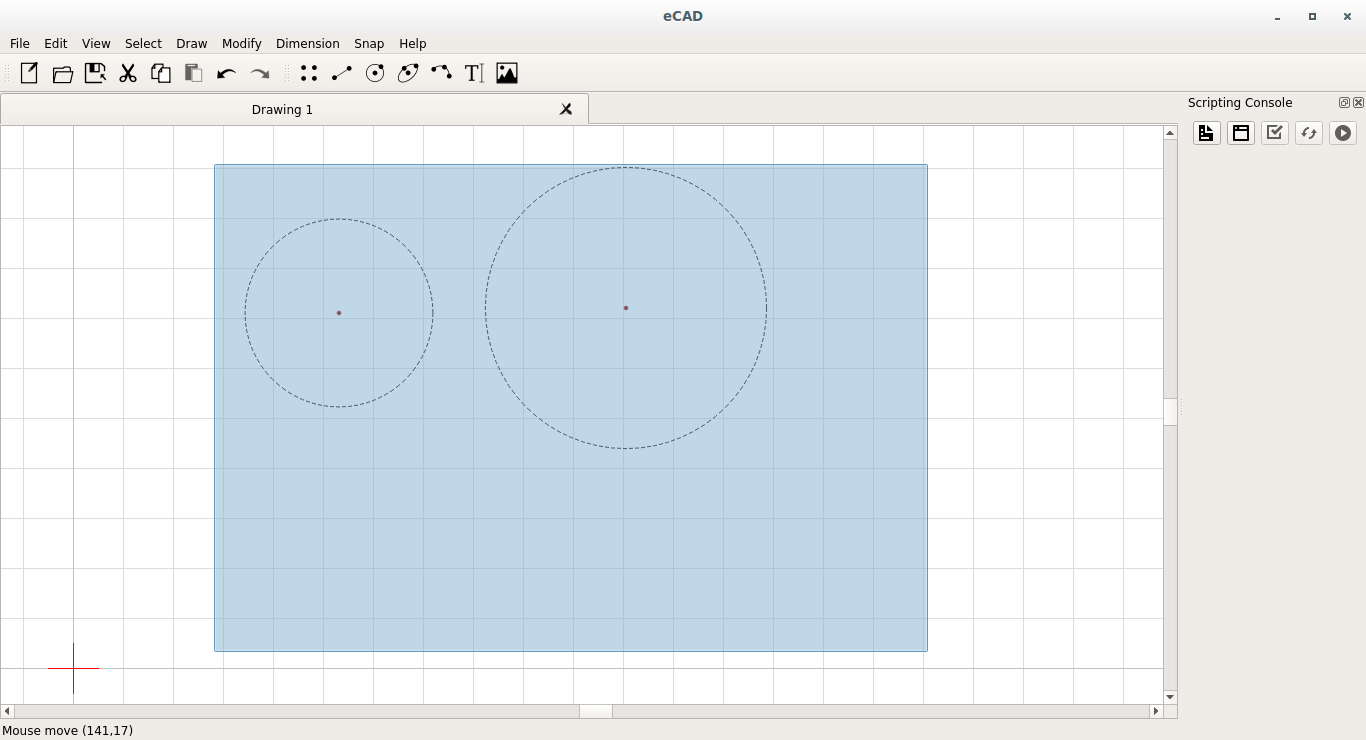 eCAD
File Edit View Select Draw Modify Dimension Snap Help
T
Drawing 1
Scripting Console
Mouse move (141,17)